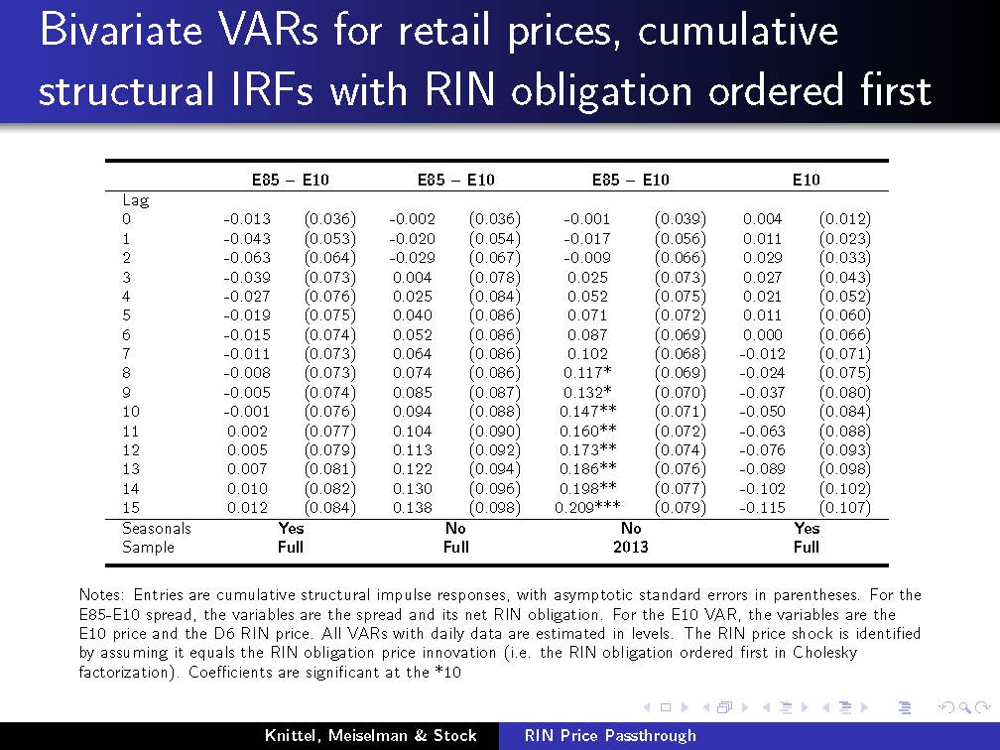 Bivariate VARs for retail prices, cumulative
structural IRFs with RIN obligation ordered first
E85 – E10 E85 – E10 E85 – E10 E10
Lag
0 -0.013 (0.036) -0.002 (0.036) -0.001 (0.039) 0.004 (0.012)
1 -0.043 (0.053) -0.020 (0.054) -0.017 (0.056) 0.011 (0.023)
2 -0.063 (0.064) -0.029 (0.067) -0.009 (0.066) 0.029 (0.033)
3 -0.039 (0.073) 0.004 (0.078) 0.025 (0.073) 0.027 (0.043)
4 -0.027 (0.076) 0.025 (0.084) 0.052 (0.075) 0.021 (0.052)
5 -0.019 (0.075) 0.040 (0.086) 0.071 (0.072) 0.011 (0.060)
6 -0.015 (0.074) 0.052 (0.086) 0.087 (0.069) 0.000 (0.066)
7 -0.011 (0.073) 0.064 (0.086) 0.102 (0.068) -0.012 (0.071)
8 -0.008 (0.073) 0.074 (0.086) 0.117* (0.069) -0.024 (0.075)
9 -0.005 (0.074) 0.085 (0.087) 0.132* (0.070) -0.037 (0.080)
10 -0.001 (0.076) 0.094 (0.088) 0.147** (0.071) -0.050 (0.084)
11 0.002 (0.077) 0.104 (0.090) 0.160** (0.072) -0.063 (0.088)
12 0.005 (0.079) 0.113 (0.092) 0.173** (0.074) -0.076 (0.093)
13 0.007 (0.081) 0.122 (0.094) 0.186** (0.076) -0.089 (0.098)
14 0.010 (0.082) 0.130 (0.096) 0.198** (0.077) -0.102 (0.102)
15 0.012 (0.084) 0.138 (0.098) 0.209*** (0.079) -0.115 (0.107)
Seasonals Yes No No Yes
Sample Full Full 2013 Full
Notes: Entries are cumulative structural impulse responses, with asymptotic standard errors in parentheses. For the
E85-E10 spread, the variables are the spread and its net RIN obligation. For the E10 VAR, the variables are the
E10 price and the D6 RIN price. All VARs with daily data are estimated in levels. The RIN price shock is identified
by assuming it equals the RIN obligation price innovation (i.e. the RIN obligation ordered first in Cholesky
factorization). Coefficients are significant at the *10
Knittel, Meiselman & Stock RIN Price Passthrough